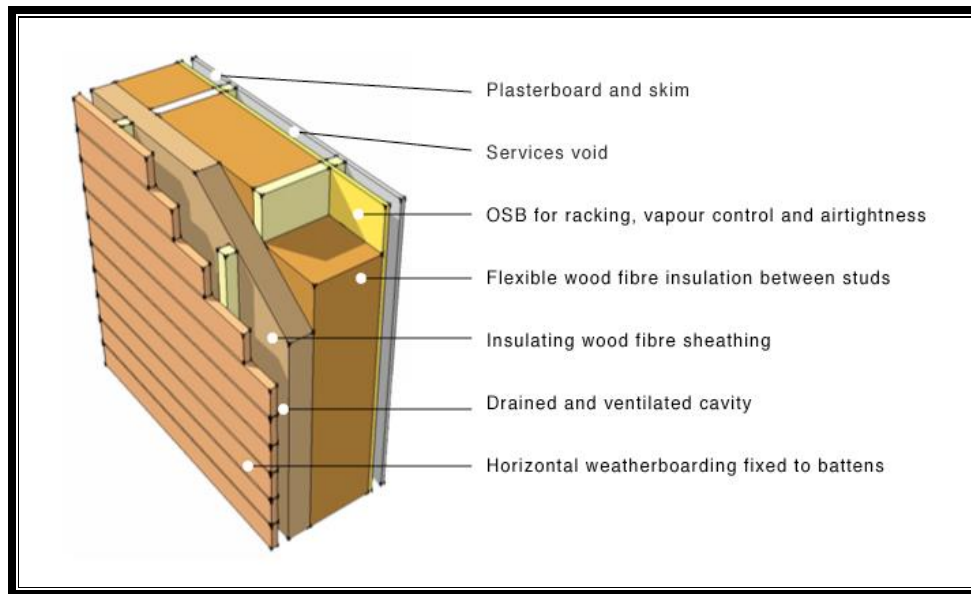 Plasterboard and skim
Services void
OSB for racking, vapour control and airtightness
Flexible wood fibre insulation between studs
Insulating wood fibre sheathing
Drained and ventilated cavity
Horizontal weatherboarding fixed to battens